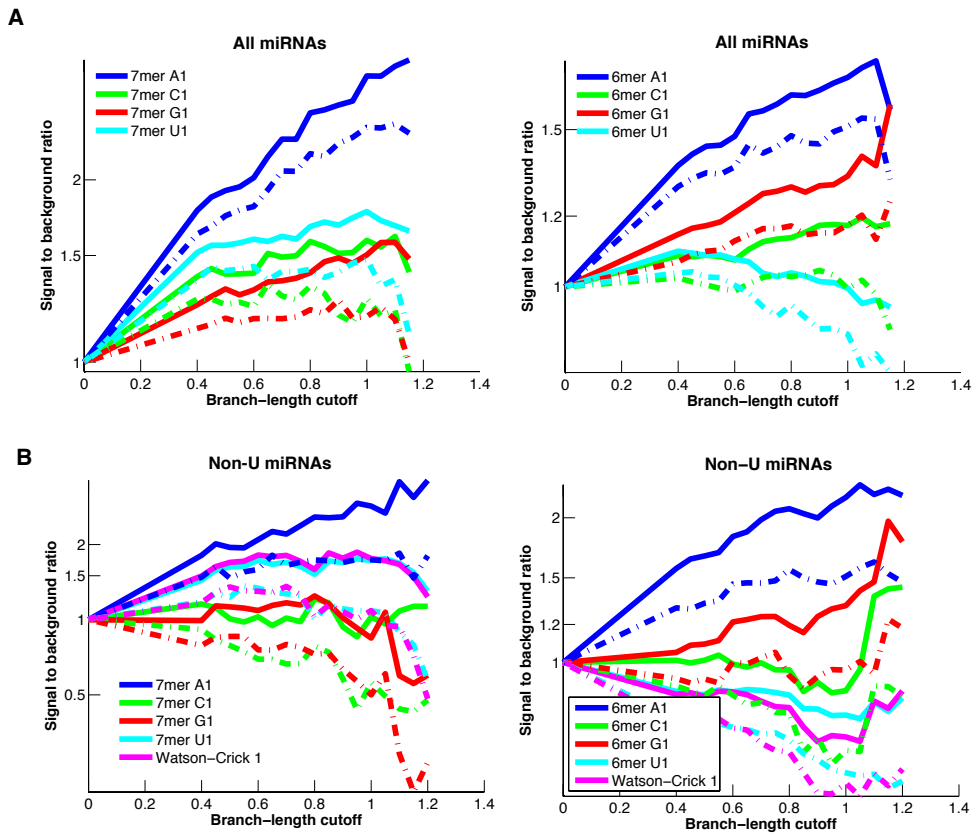 A
All miRNAs
Signal to background ratio
2
1.5
1
7mer A1
7mer C1
7mer G1
7mer U1
0 0.2 0.4 0.6 0.8 1 1.2 1.4
Branch-length cutoff
All miRNAs
Signal to background ratio
1.5
1.2
1
6mer A1
6mer C1
6mer G1
6mer U1
0 0.2 0.4 0.6 0.8 1 1.2 1.4
Branch-length cutoff
B
Non-U miRNAs
Signal to background ratio
2
1.5
1
0.5
7mer A1
7mer C1
7mer G1
7mer U1
Watson-Crick 1
0 0.2 0.4 0.6 0.8 1 1.2 1.4
Branch-length cutoff
Non-U miRNAs
Signal to background ratio
2
1.5
1.2
1
6mer A1
6mer C1
6mer G1
6mer U1
Watson-Crick 1
0 0.2 0.4 0.6 0.8 1 1.2 1.4
Branch-length cutoff